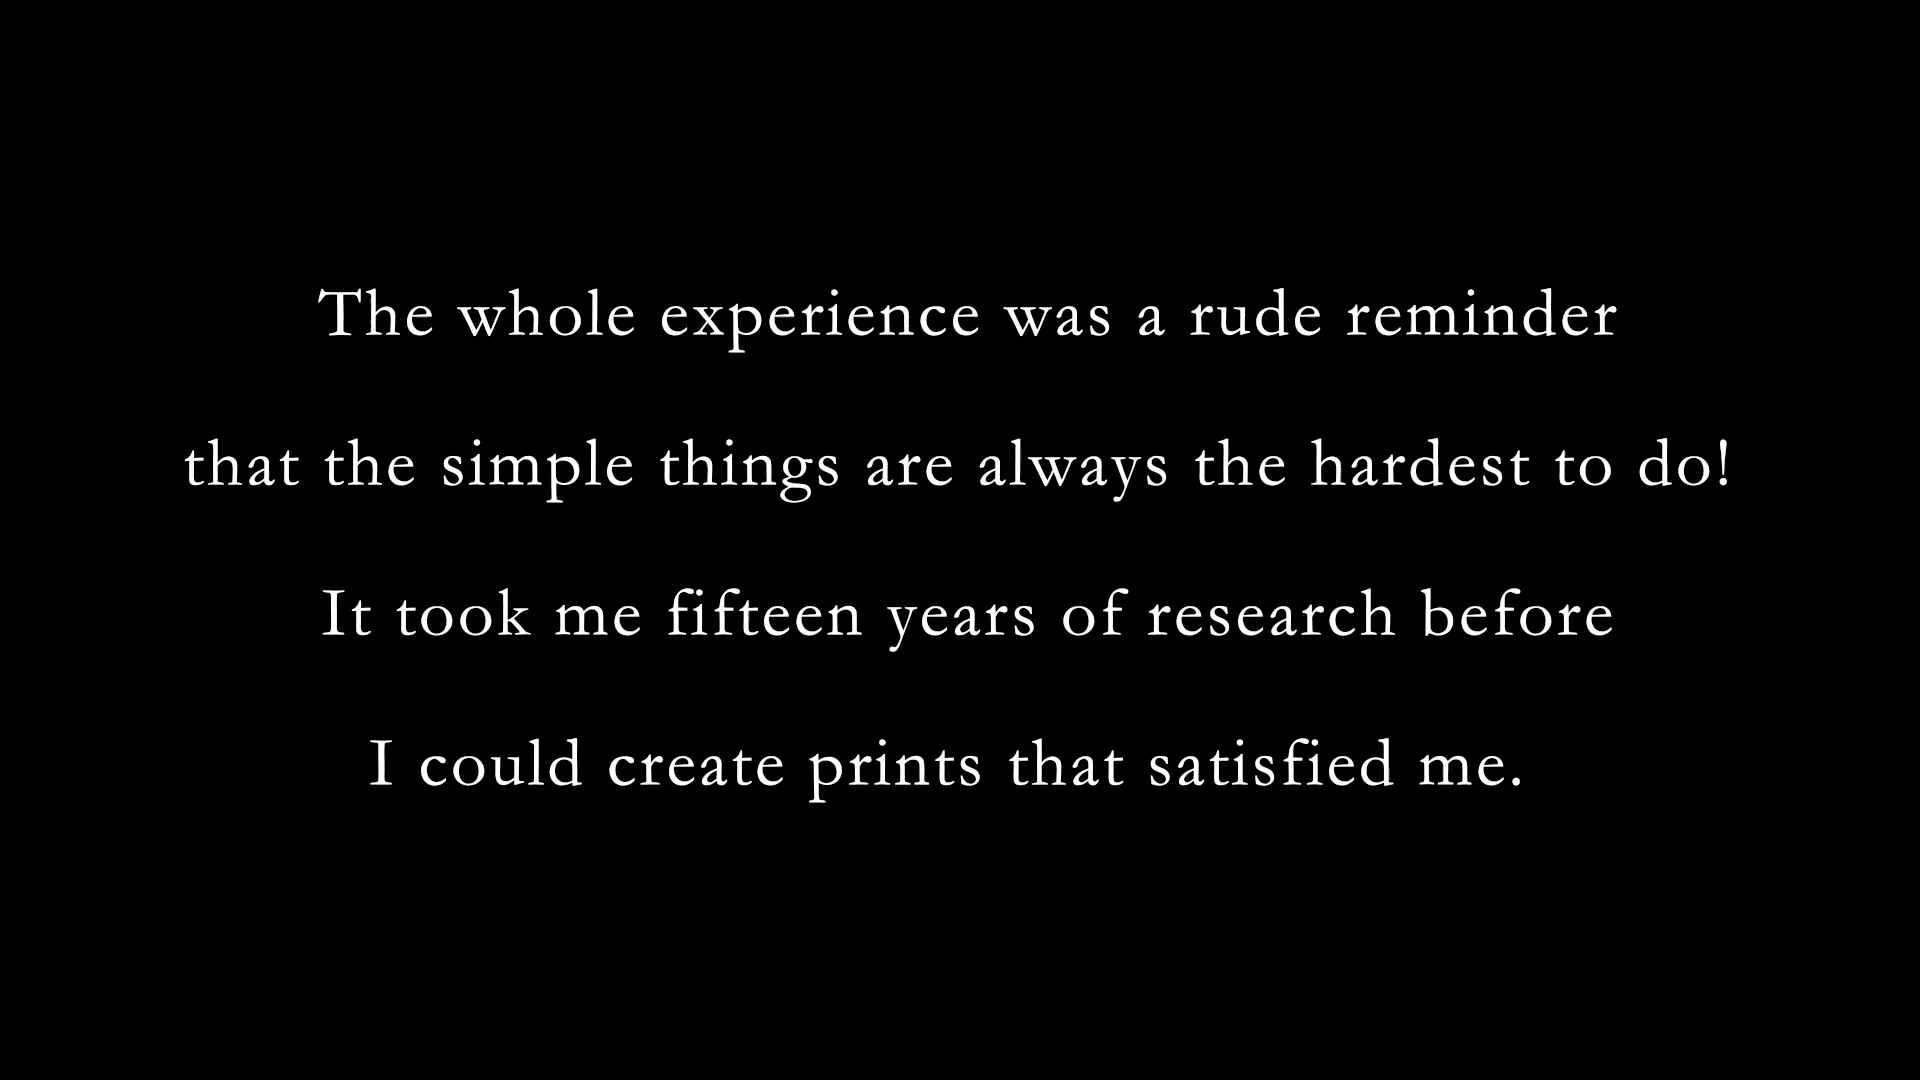 The whole experience was a rude reminder
that the simple things are always the hardest to do!
It took me fifteen years of research before
I could create prints that satisfied me.